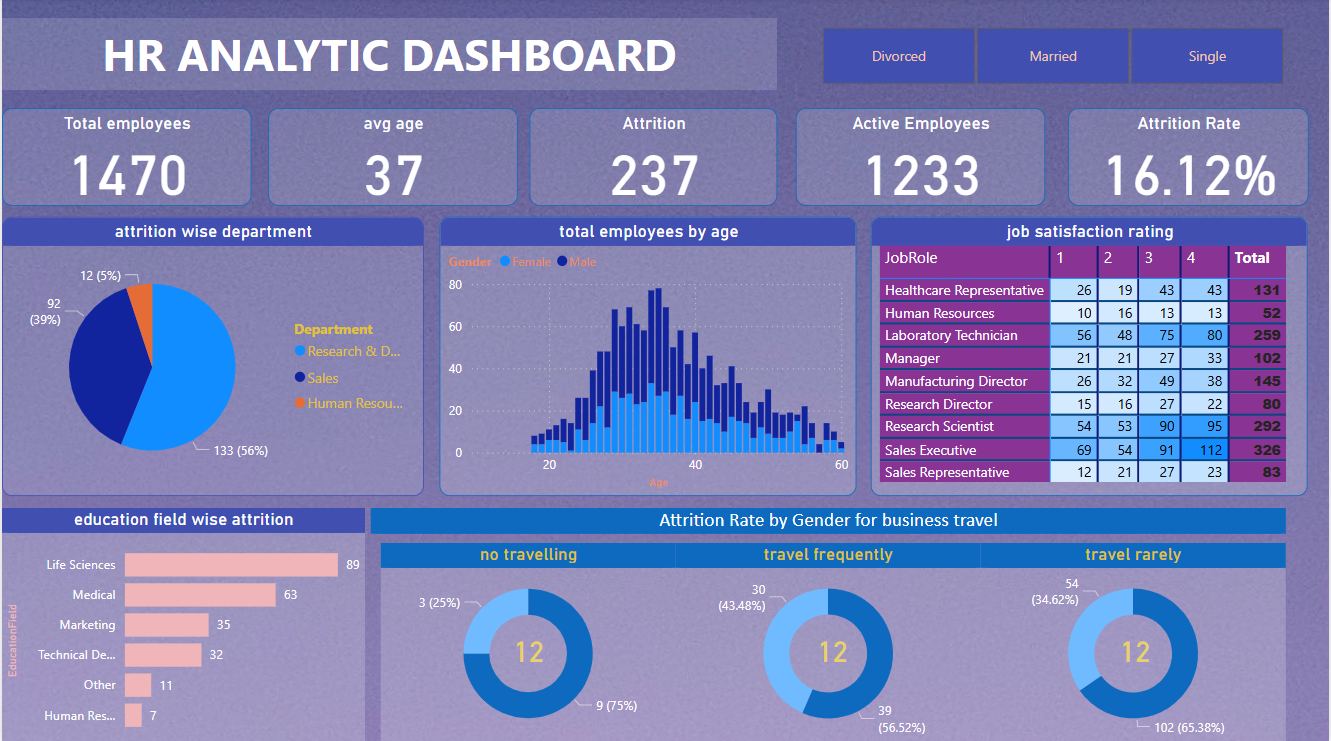 HR ANALYTIC DASHBOARD
Divorced Married Single
Total employees
1470
avg age
37
Attrition
237
Active Employees
1233
Attrition Rate
16.12%
attrition wise department
12 (5%)
92
(39%)
133 (56%)
Department
Research & D...
Sales
Human Resou...
total employees by age
Gender Female Male
80
60
40
20
0
20 40 60
Age
job satisfaction rating
JobRole 1 2 3 4 Total
Healthcare Representative 26 19 43 43 131
Human Resources 10 16 13 13 52
Laboratory Technician 56 48 75 80 259
Manager 21 21 27 33 102
Manufacturing Director 26 32 49 38 145
Research Director 15 16 27 22 80
Research Scientist 54 53 90 95 292
Sales Executive 69 54 91 112 326
Sales Representative 12 21 27 23 83
education field wise attrition
EducationField
Life Sciences 89
Medical 63
Marketing 35
Technical De... 32
Other 11
Human Res... 7
Attrition Rate by Gender for business travel
no travelling
3 (25%)
12
9 (75%)
travel frequently
30
(43.48%)
12
39
(56.52%)
travel rarely
54
(34.62%)
12
102 (65.38%)